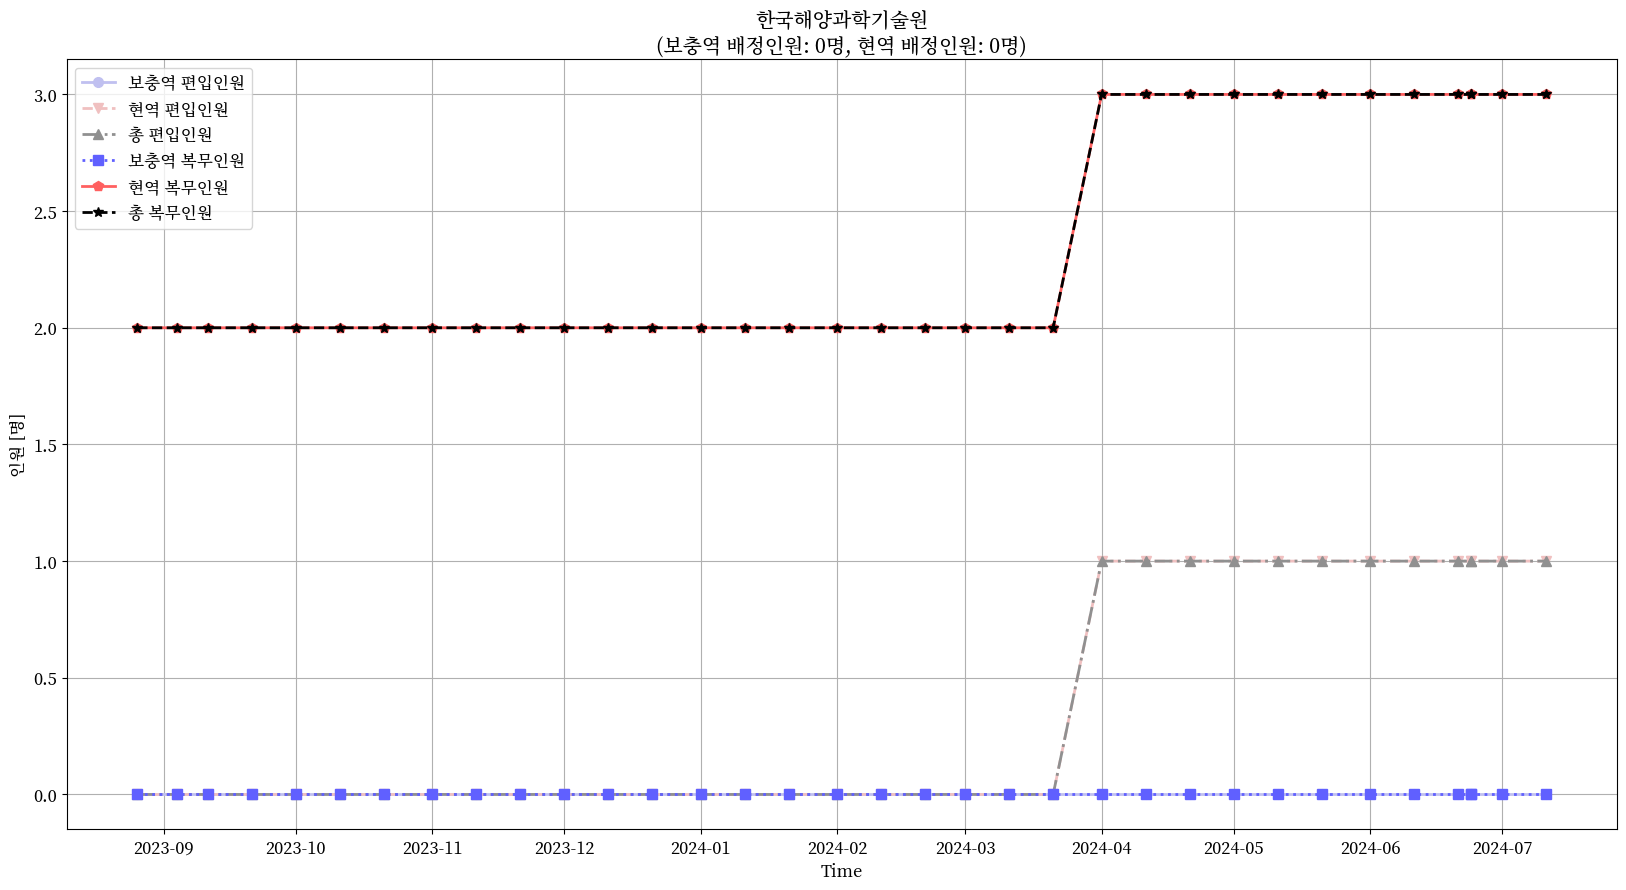 한국해양과학기술원
(보충역 배정인원: 0명, 현역 배정인원: 0명)
보충역 편입인원
현역 편입인원
총 편입인원
보충역 복무인원
현역 복무인원
총 복무인원
인원 [명]
3.0
2.5
2.0
1.5
1.0
0.5
0.0
2023-09 2023-10 2023-11 2023-12 2024-01 2024-02 2024-03 2024-04 2024-05 2024-06 2024-07
Time